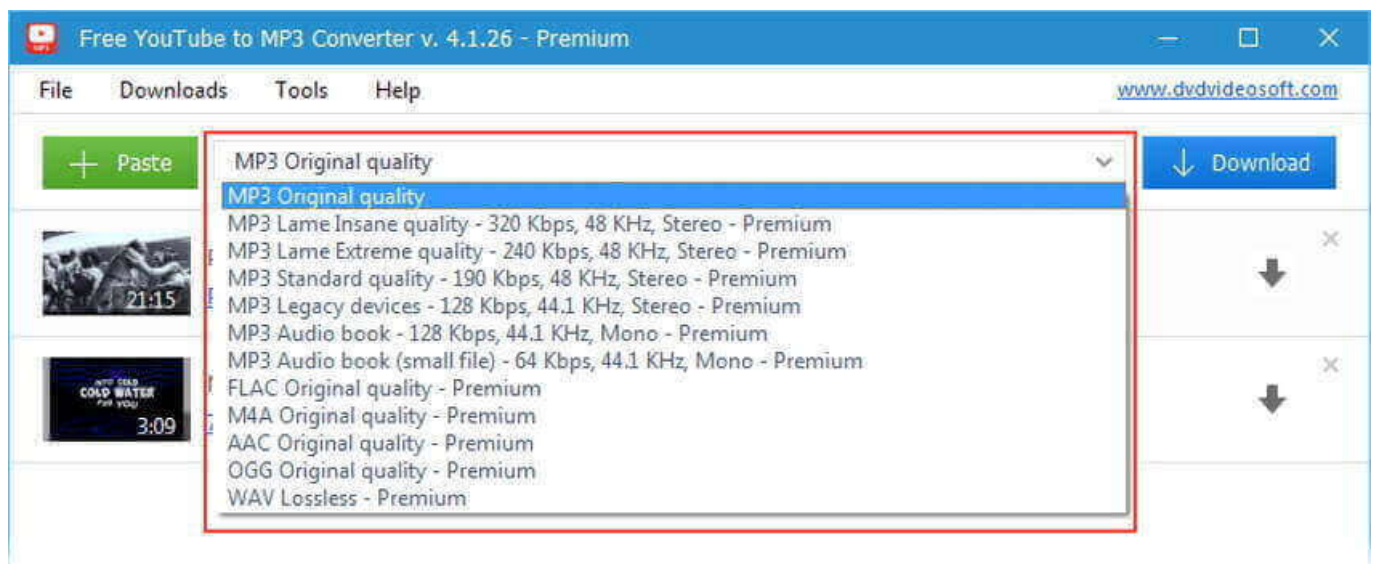 Free YouTube to MP3 Converter v. 4.1.26 - Premium
File Downloads Tools Help www.dvdvideosoft.com
Paste MP3 Original quality Download
MP3 Original quality
MP3 Lame Insane quality - 320 Kbps, 48 KHz, Stereo - Premium
MP3 Lame Extreme quality - 240 Kbps, 48 KHz, Stereo - Premium
MP3 Standard quality - 190 Kbps, 48 KHz, Stereo - Premium
MP3 Legacy devices - 128 Kbps, 44.1 KHz, Stereo - Premium
MP3 Audio book - 128 Kbps, 44.1 KHz, Mono - Premium
MP3 Audio book (small file) - 64 Kbps, 44.1 KHz, Mono - Premium
FLAC Original quality - Premium
M4A Original quality - Premium
AAC Original quality - Premium
OGG Original quality - Premium
WAV Lossless - Premium
21:15
INTO COLD
COLD WATER
FOR YOU
3:09